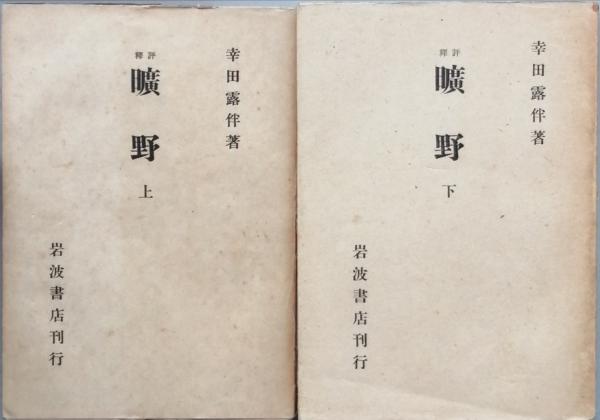 幸田露伴著
評釋
曠野
上
岩波書店刊行
幸田露伴著
評釋
曠野
下
岩波書店刊行